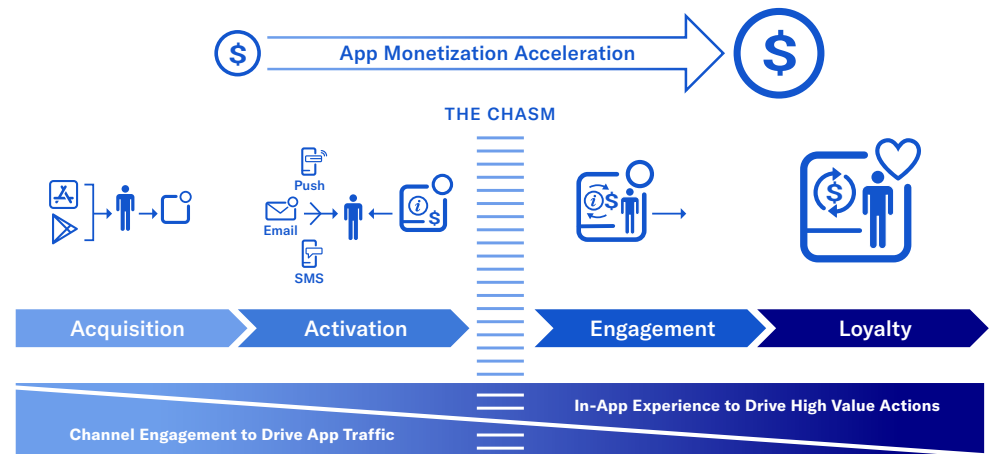 $
App Monetization Acceleration
$
THE CHASM
Push
Email
SMS
i
$
i
$
$
Acquisition
Activation
Engagement
Loyalty
In-App Experience to Drive High Value Actions
Channel Engagement to Drive App Traffic